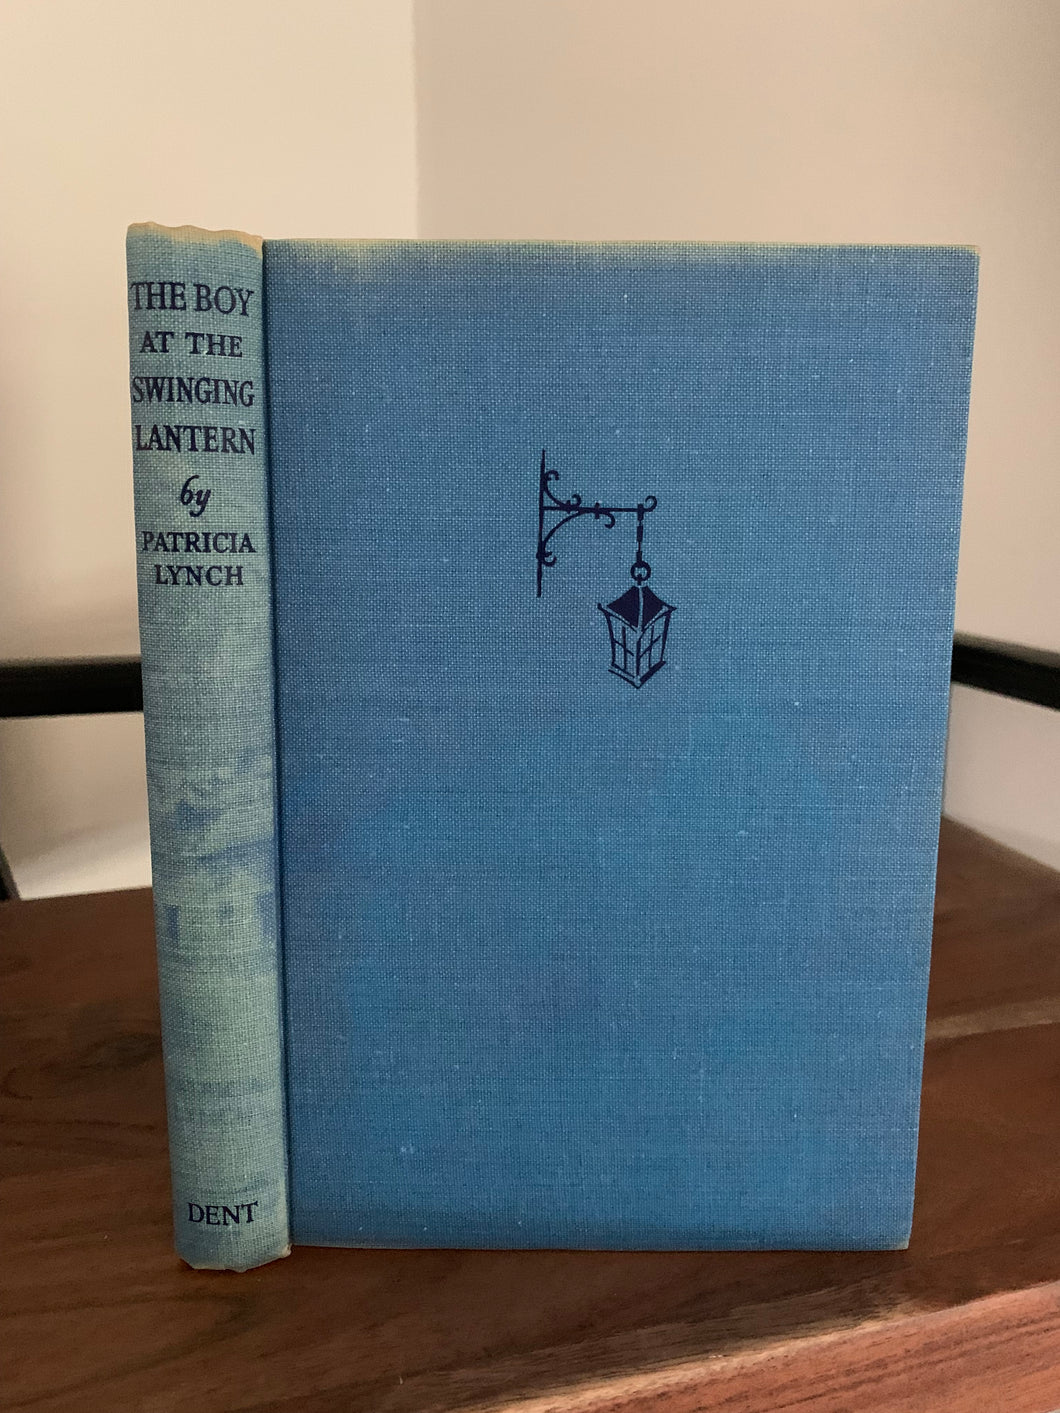 THE BOY
AT THE
SWINGING
LANTERN
by
PATRICIA
LYNCH
DENT